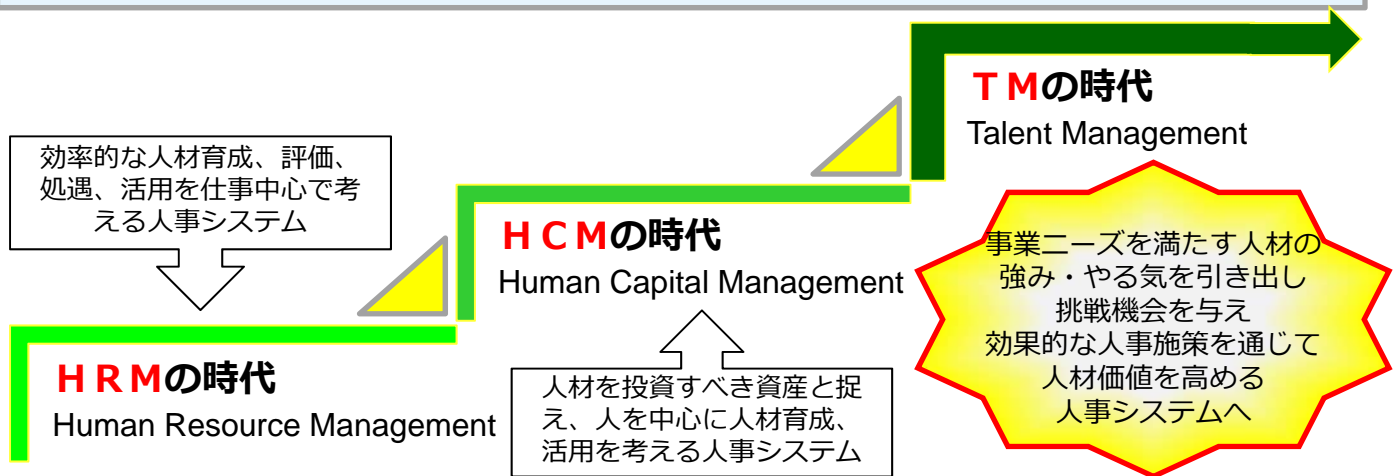 効率的な人材育成、評価、
処遇、活用を仕事中心で考
える人事システム
ＨＲＭの時代
Human Resource Management
ＨＣＭの時代
Human Capital Management
人材を投資すべき資産と捉
え、人を中心に人材育成、
活用を考える人事システム
ＴＭの時代
Talent Management
事業ニーズを満たす人材の
強み・やる気を引き出し
挑戦機会を与え
効果的な人事施策を通じて
人材価値を高める
人事システムへ